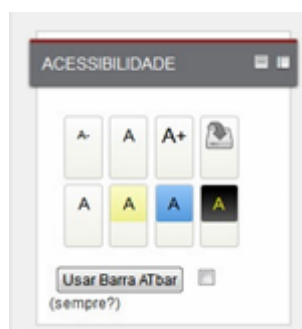 ACESSIBILIDADE
A- A A+
A A A A
Usar Barra ATbar
(sempre?)